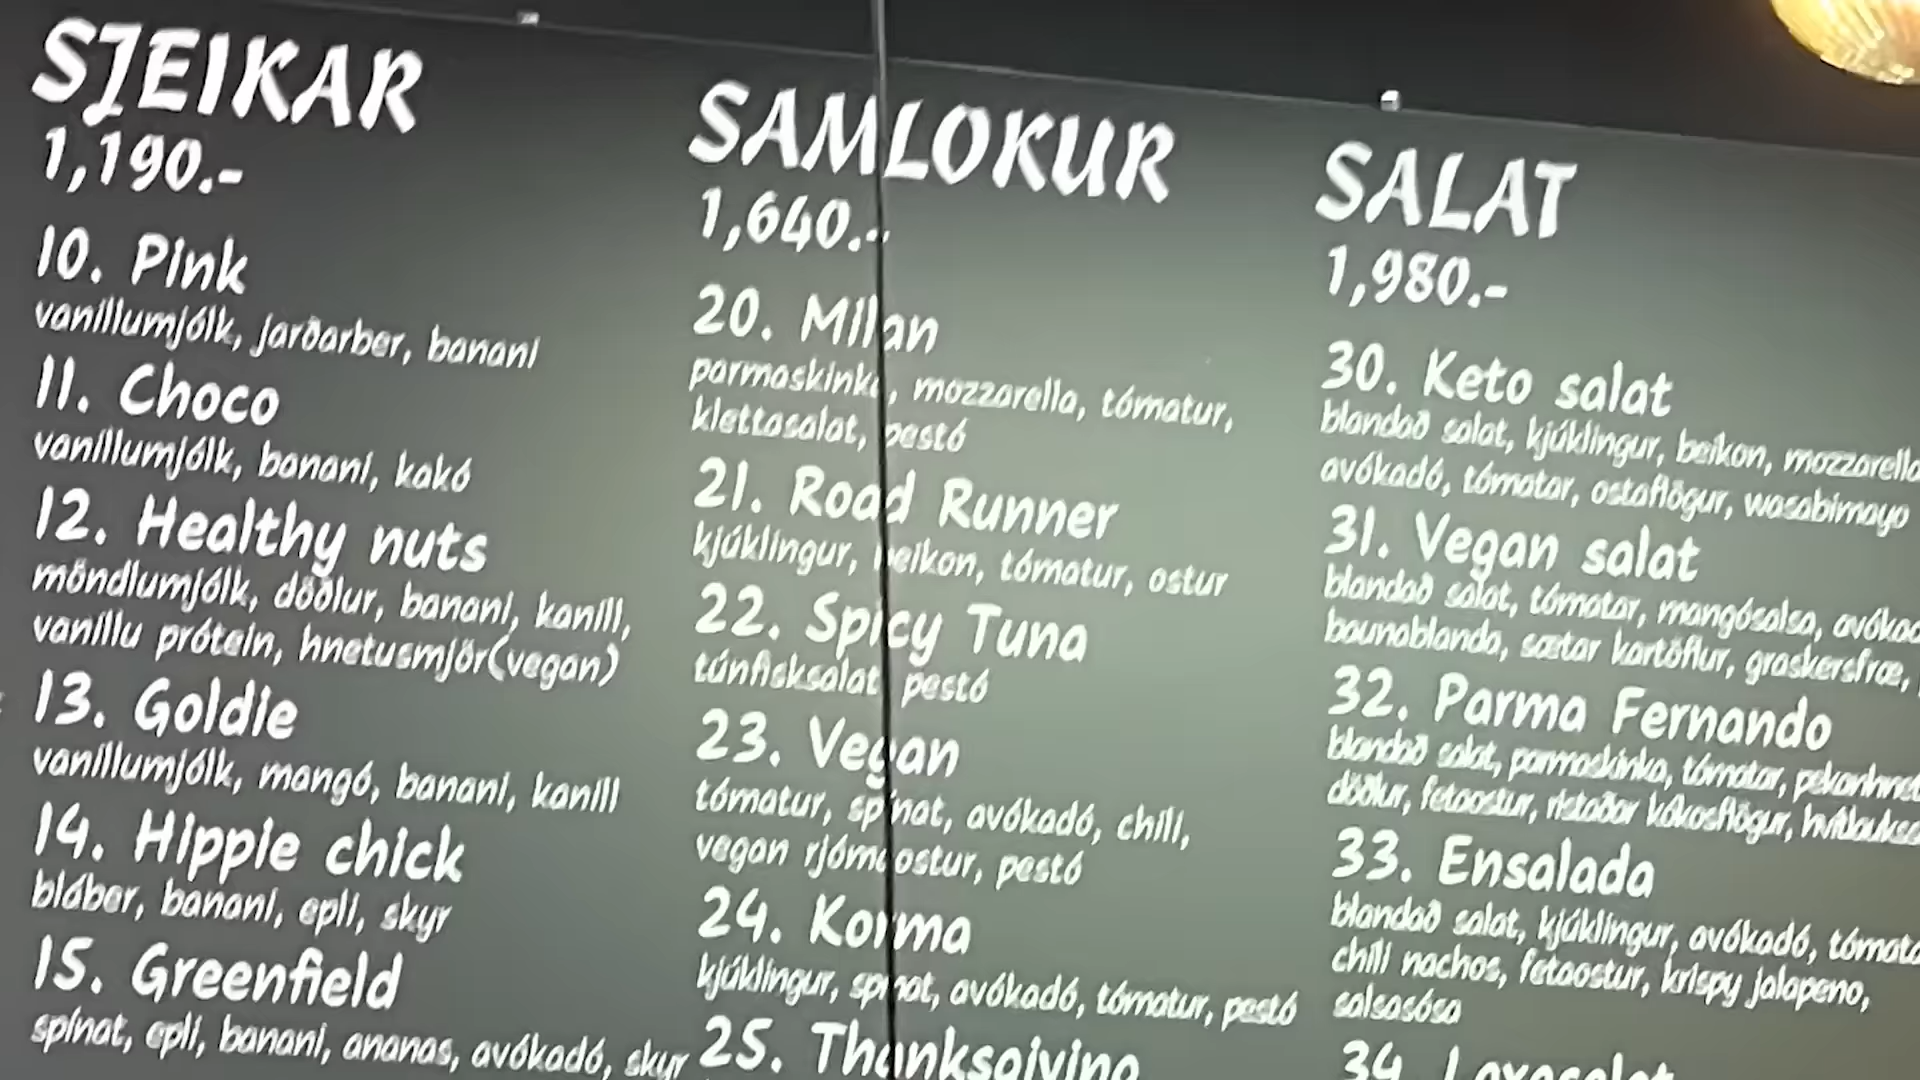 SJEIKAR
1,190.-
10. Pink
vanillumjólk, jarðarber, banani
11. Choco
vanillumjólk, banani, kakó
12. Healthy nuts
möndlumjólk, döðlur, banani, kanill,
vanillu prótein, hnetusmjör(vegan)
13. Goldie
vanillumjólk, mangó, banani, kanill
14. Hippie chick
bláber, banani, epli, skyr
15. Greenfield
spínat, epli, banani, ananas, avókadó, skyr
SAMLOKUR
1,640.-
20. Milan
parmaskinka, mozzarella, tómatur,
klettasalat, pestó
21. Road Runner
kjúklingur, beikon, tómatur, ostur
22. Spicy Tuna
túnfisksalat, pestó
23. Vegan
tómatur, spínat, avókadó, chili,
vegan rjómaostur, pestó
24. Korma
kjúklingur, spínat, avókadó, tómatur, pestó
25. Thanksgiving
SALAT
1,980.-
30. Keto salat
blandað salat, kjúklingur, beikon, mozzarella
avókadó, tómatar, ostaflögur, wasabimayo
31. Vegan salat
blandað salat, tómatar, mangósalsa,
baunablanda, sætar kartöflur, graskersfræ,
32. Parma Fernando
blandað salat, parmaskinka, tómatar,
döðlur, fetaostur, ristaðar kókosflögur,
33. Ensalada
blandað salat, kjúklingur, avókadó,
chili nachos, fetaostur, krispy jalapeno,
salsasósa
34.